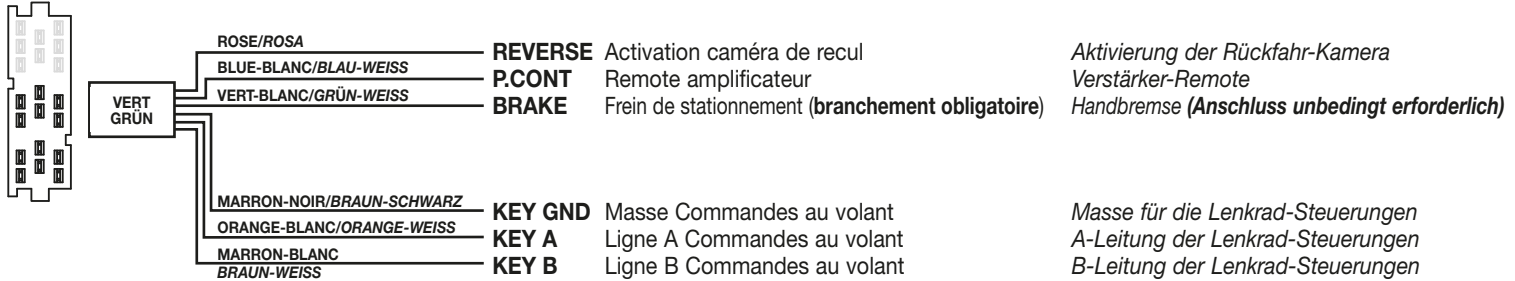 ROSE/ROSA
REVERSE Activation caméra de recul Aktivierung der Rückfahr-Kamera
BLUE-BLANC/BLAU-WEISS
P.CONT Remote amplificateur Verstärker-Remote
VERT-BLANC/GRÜN-WEISS
BRAKE Frein de stationnement (branchement obligatoire) Handbremse (Anschluss unbedingt erforderlich)
VERT
GRÜN
MARRON-NOIR/BRAUN-SCHWARZ
KEY GND Masse Commandes au volant Masse für die Lenkrad-Steuerungen
ORANGE-BLANC/ORANGE-WEISS
KEY A Ligne A Commandes au volant A-Leitung der Lenkrad-Steuerungen
MARRON-BLANC
BRAUN-WEISS
KEY B Ligne B Commandes au volant B-Leitung der Lenkrad-Steuerungen